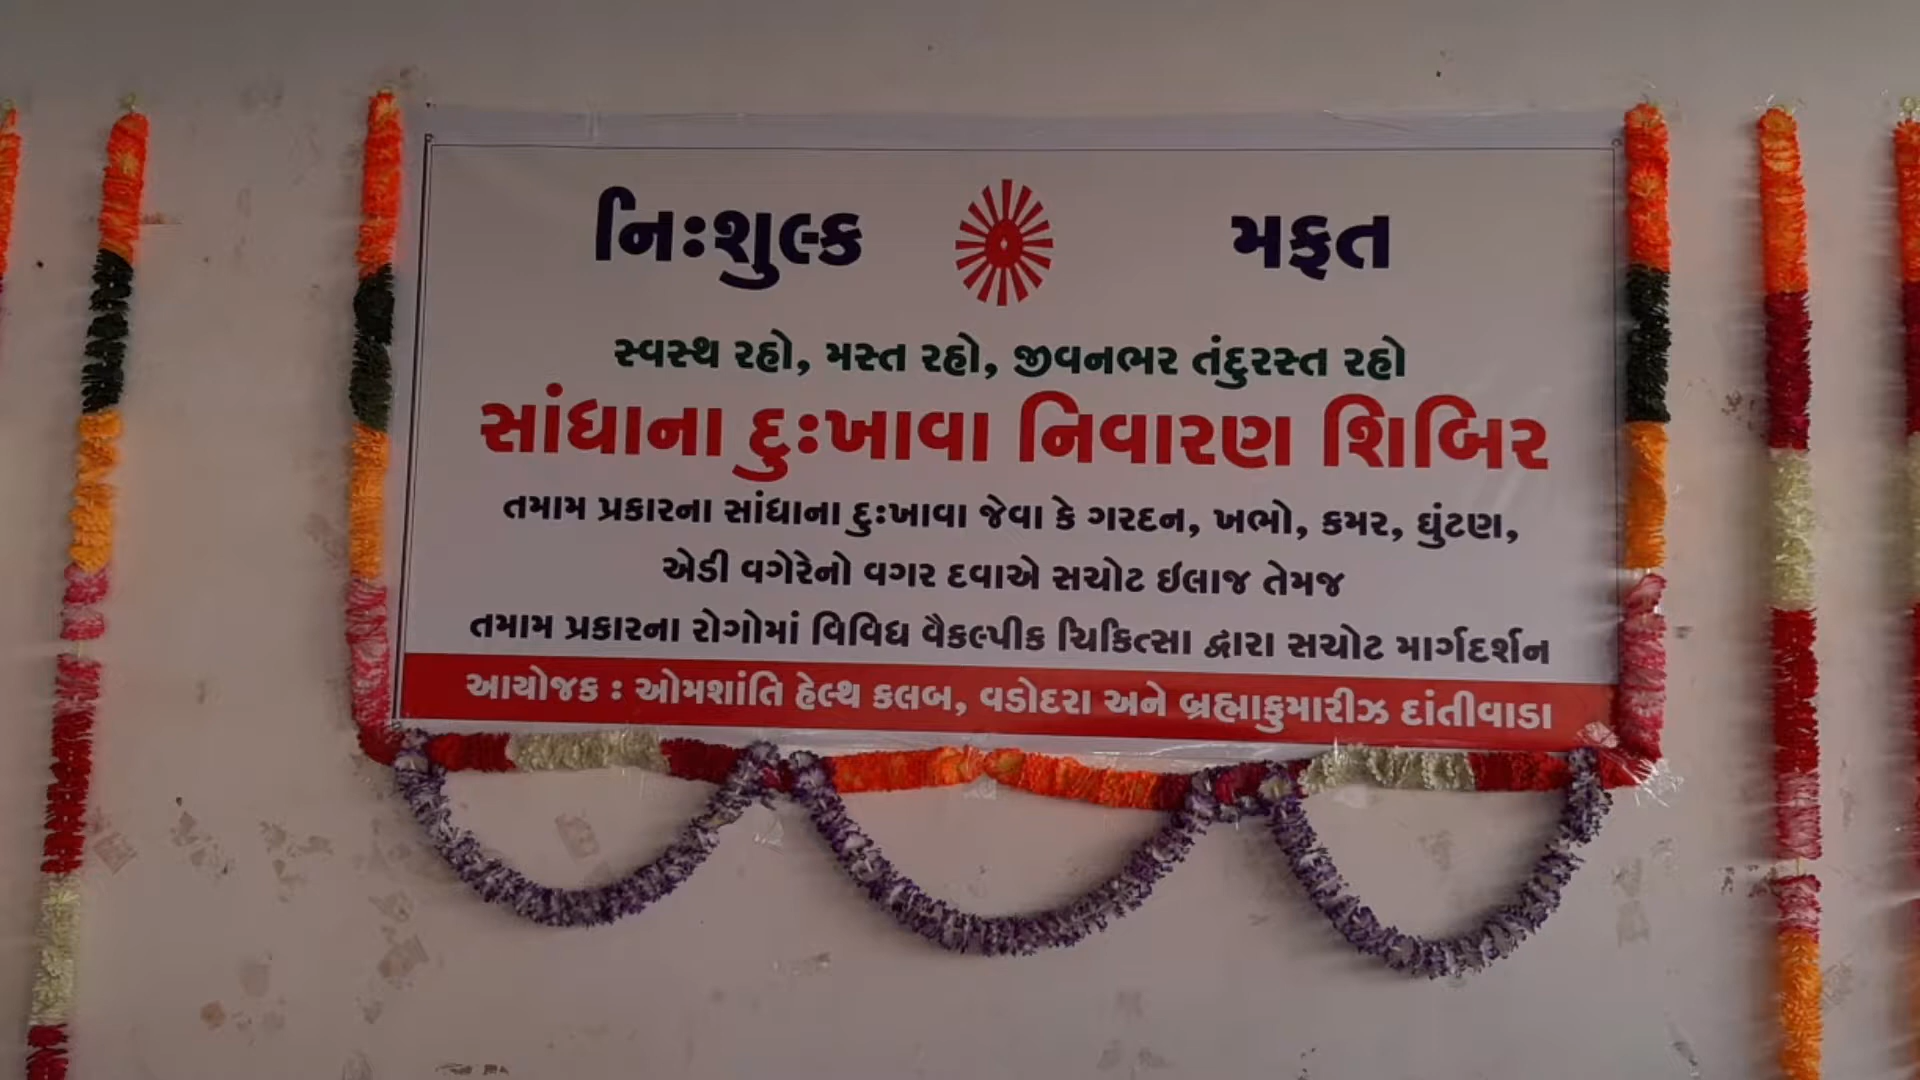 નિઃશુલ્ક મફત
સ્વસ્થ રહો, મસ્ત રહો, જીવનભર તંદુરસ્ત રહો
સાંધાના દુઃખાવા નિવારણ શિબિર
તમામ પ્રકારના સાંધાના દુઃખાવા જેવા કે ગરદન, ખભો, કમર, ઘુંટણ,
એડી વગેરેનો વગર દવાએ સચોટ ઈલાજ તેમજ
તમામ પ્રકારના રોગોમાં વિવિધ વૈકલ્પીક ચિકિત્સા દ્વારા સચોટ માર્ગદર્શન
આયોજક : ઓમશાંતિ હેલ્થ કલબ, વડોદરા અને બ્રહ્માકુમારીઝ દાંતીવાડા